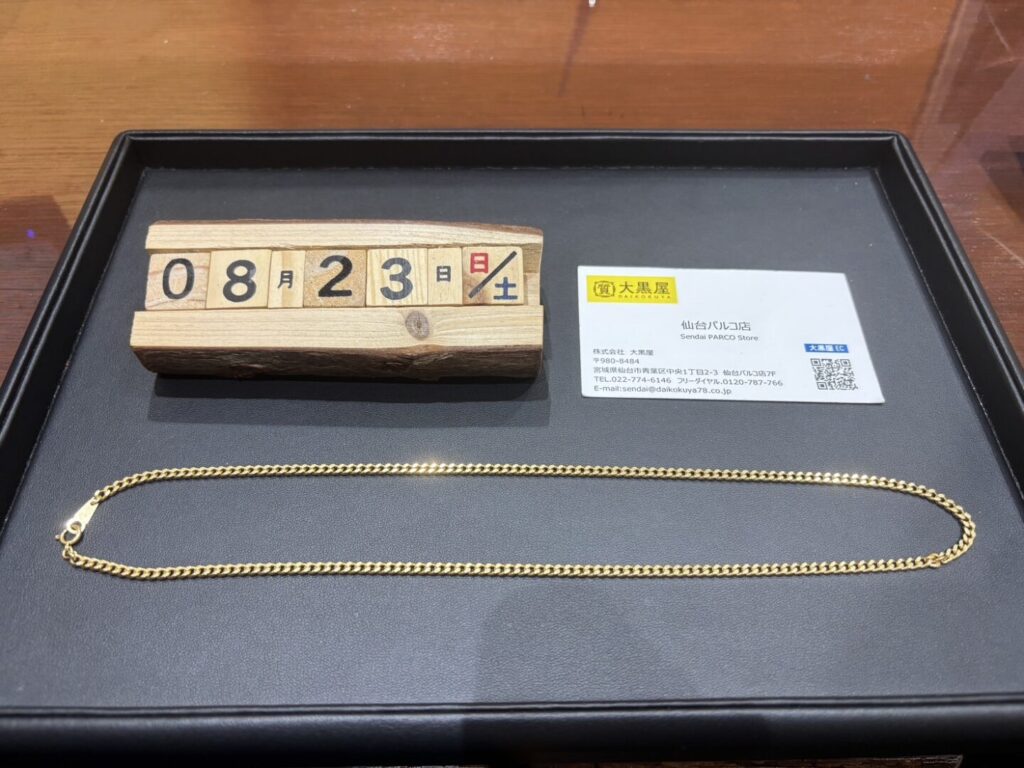 08月23日日/土
質 大黒屋
DAIKOKUYA
仙台パルコ店
Sendai PARCO Store
大黒屋 EC
株式会社 大黒屋
〒980-8484
宮城県仙台市青葉区中央1丁目2-3 仙台パルコ店7F
TEL.022-774-6146 フリーダイヤル.0120-787-766
E-mail:sendai@daikokuya78.co.jp